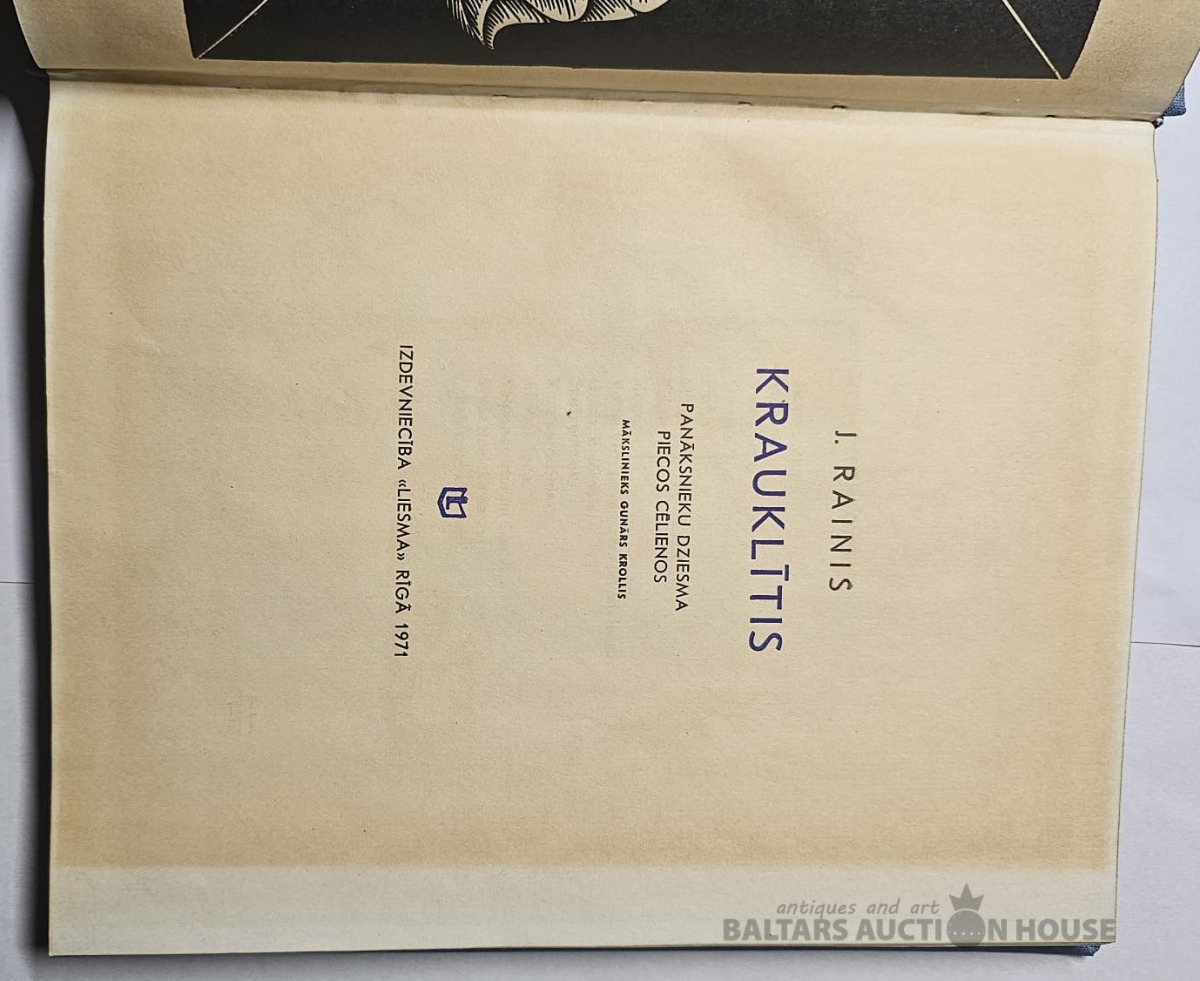 J. RAINIS
KRAUKLĪTIS
PANĀKSNIEKU DZIESMA
PIECOS CĒLIENOS
MĀKSLINIEKS GUNĀRS KROLLIS
IZDEVNIECĪBA «LIESMA» RĪGĀ 1971
antiques and art
BALTARS AUCTION HOUSE